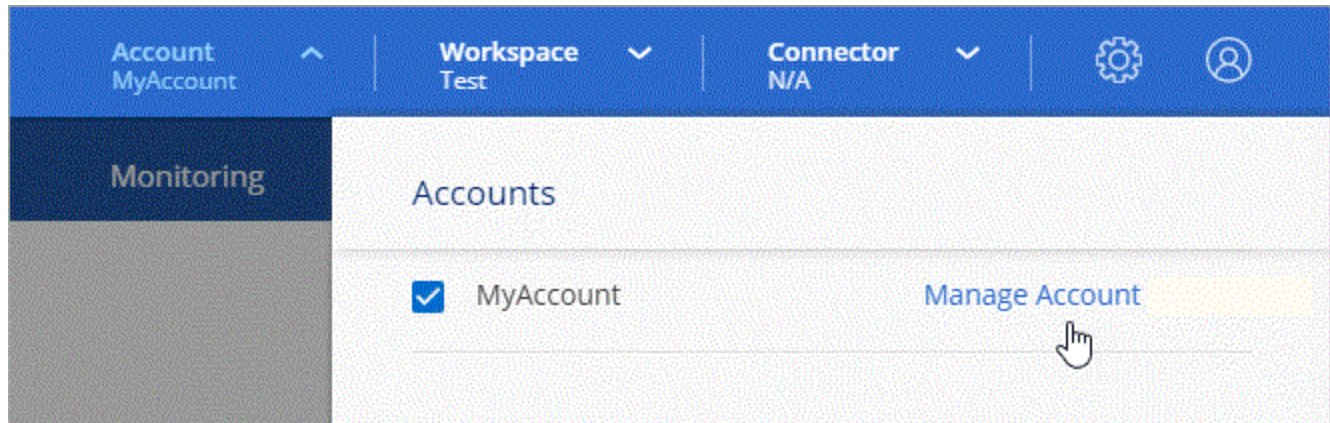 Account
MyAccount
Workspace
Test
Connector
N/A
Monitoring
Accounts
MyAccount
Manage Account